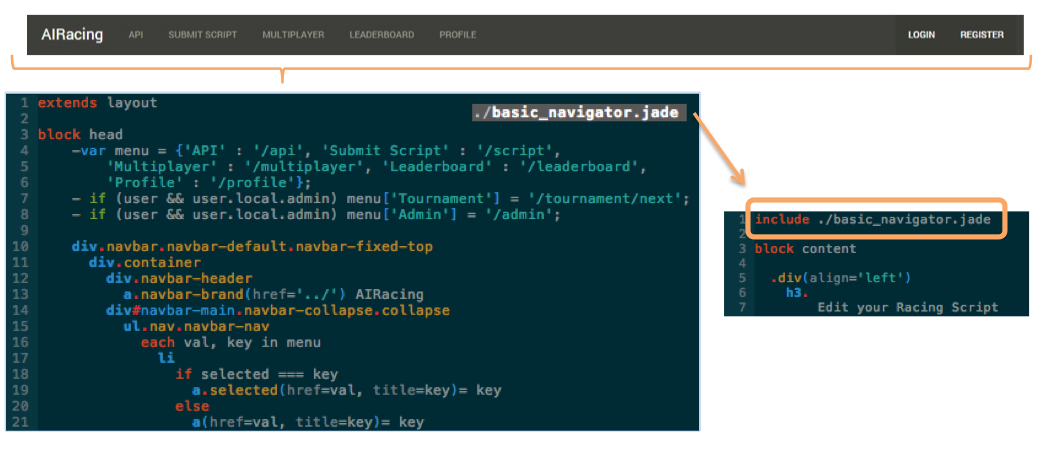 AIRacing API SUBMIT SCRIPT MULTIPLAYER LEADERBOARD PROFILE LOGIN REGISTER
./basic_navigator.jade
1 extends layout
2
3 block head
4 -var menu = {'API' : '/api', 'Submit Script' : '/script',
5 'Multiplayer' : '/multiplayer', 'Leaderboard' : '/leaderboard',
6 'Profile' : '/profile'};
7 - if (user && user.local.admin) menu['Tournament'] = '/tournament/next';
8 - if (user && user.local.admin) menu['Admin'] = '/admin';
9
10 div.navbar.navbar-default.navbar-fixed-top
11 div.container
12 div.navbar-header
13 a.navbar-brand(href='../') AIRacing
14 div#navbar-main.navbar-collapse.collapse
15 ul.nav.navbar-nav
16 each val, key in menu
17 li
18 if selected === key
19 a.selected(href=val, title=key)= key
20 else
21 a(href=val, title=key)= key
1 include ./basic_navigator.jade
2
3 block content
4
5 .div(align='left')
6 h3.
7 Edit your Racing Script